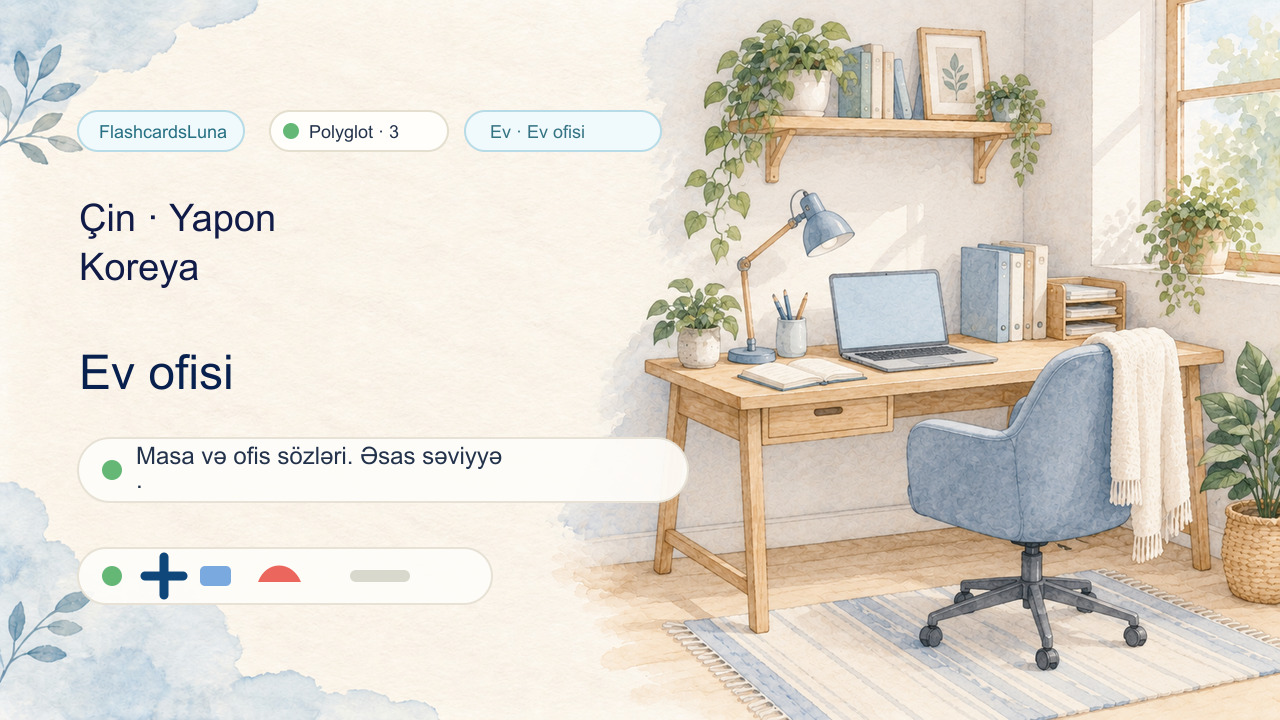 FlashcardsLuna
Polyglot · 3
Ev · Ev ofisi
Çin · Yapon
Koreya
Ev ofisi
Masa və ofis sözləri. Əsas səviyyə
.